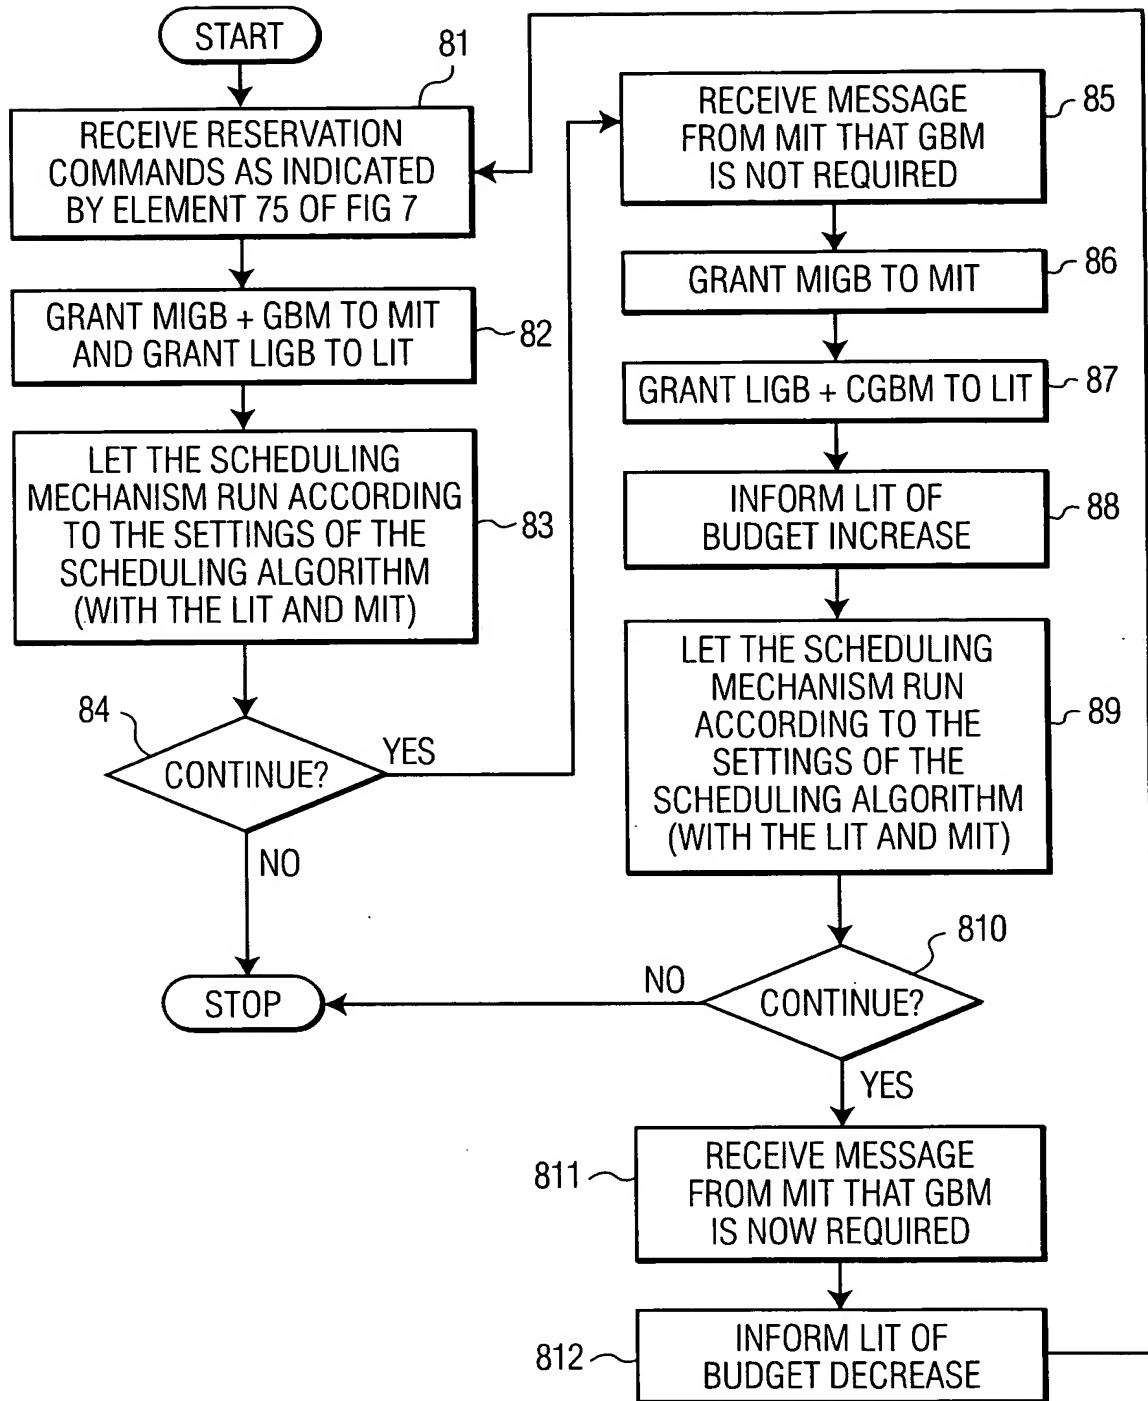 START
81
RECEIVE RESERVATION
COMMANDS AS INDICATED
BY ELEMENT 75 OF FIG 7
GRANT MIGB + GBM TO MIT
AND GRANT LIGB TO LIT
82
LET THE SCHEDULING
MECHANISM RUN ACCORDING
TO THE SETTINGS OF THE
SCHEDULING ALGORITHM
(WITH THE LIT AND MIT)
83
84
CONTINUE?
YES
NO
STOP
RECEIVE MESSAGE
FROM MIT THAT GBM
IS NOT REQUIRED
85
GRANT MIGB TO MIT
86
GRANT LIGB + CGBM TO LIT
87
INFORM LIT OF
BUDGET INCREASE
88
LET THE SCHEDULING
MECHANISM RUN
ACCORDING TO THE
SETTINGS OF THE
SCHEDULING ALGORITHM
(WITH THE LIT AND MIT)
89
810
CONTINUE?
NO
YES
811
RECEIVE MESSAGE
FROM MIT THAT GBM
IS NOW REQUIRED
812
INFORM LIT OF
BUDGET DECREASE